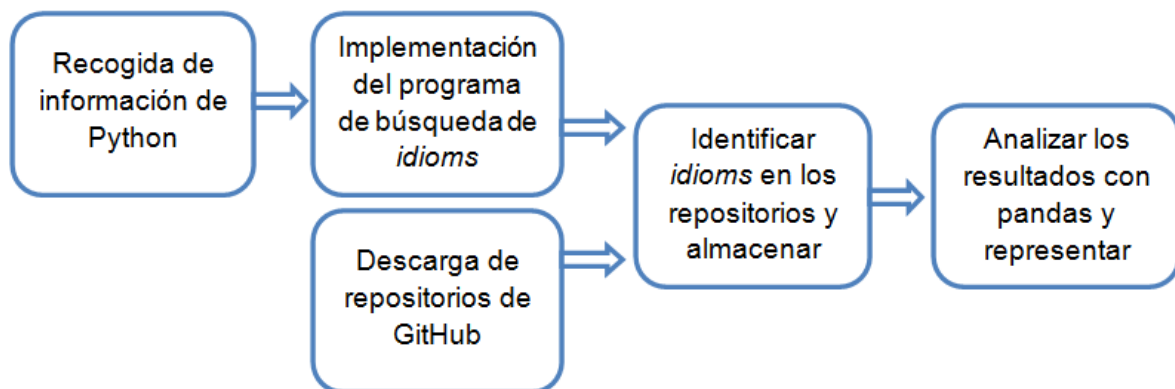 Recogida de
información de
Python
Implementación
del programa
de búsqueda de
idioms
Descarga de
repositorios de
GitHub
Identificar
idioms en los
repositorios y
almacenar
Analizar los
resultados con
pandas y
representar